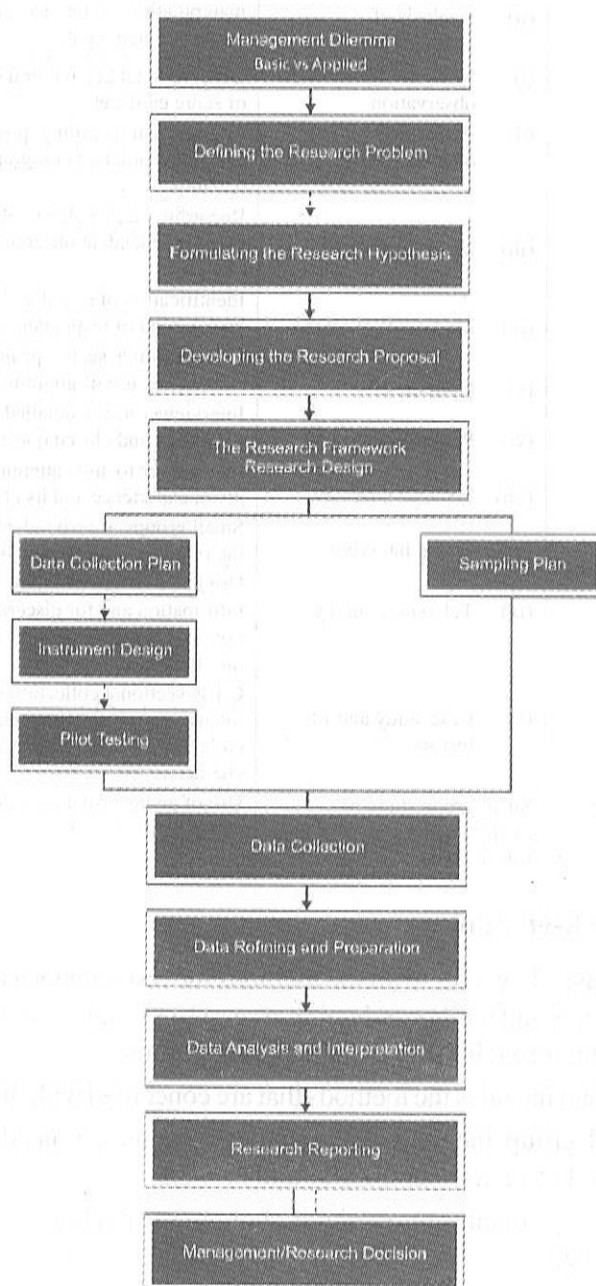 Management Dilemma
Basic vs Applied
Defining the Research Problem
Formulating the Research Hypothesis
Developing the Research Proposal
The Research Framework
Research Design
Data Collection Plan
Sampling Plan
Instrument Design
Pilot Testing
Data Collection
Data Refining and Preparation
Data Analysis and Interpretation
Research Reporting
Management/Research Decision